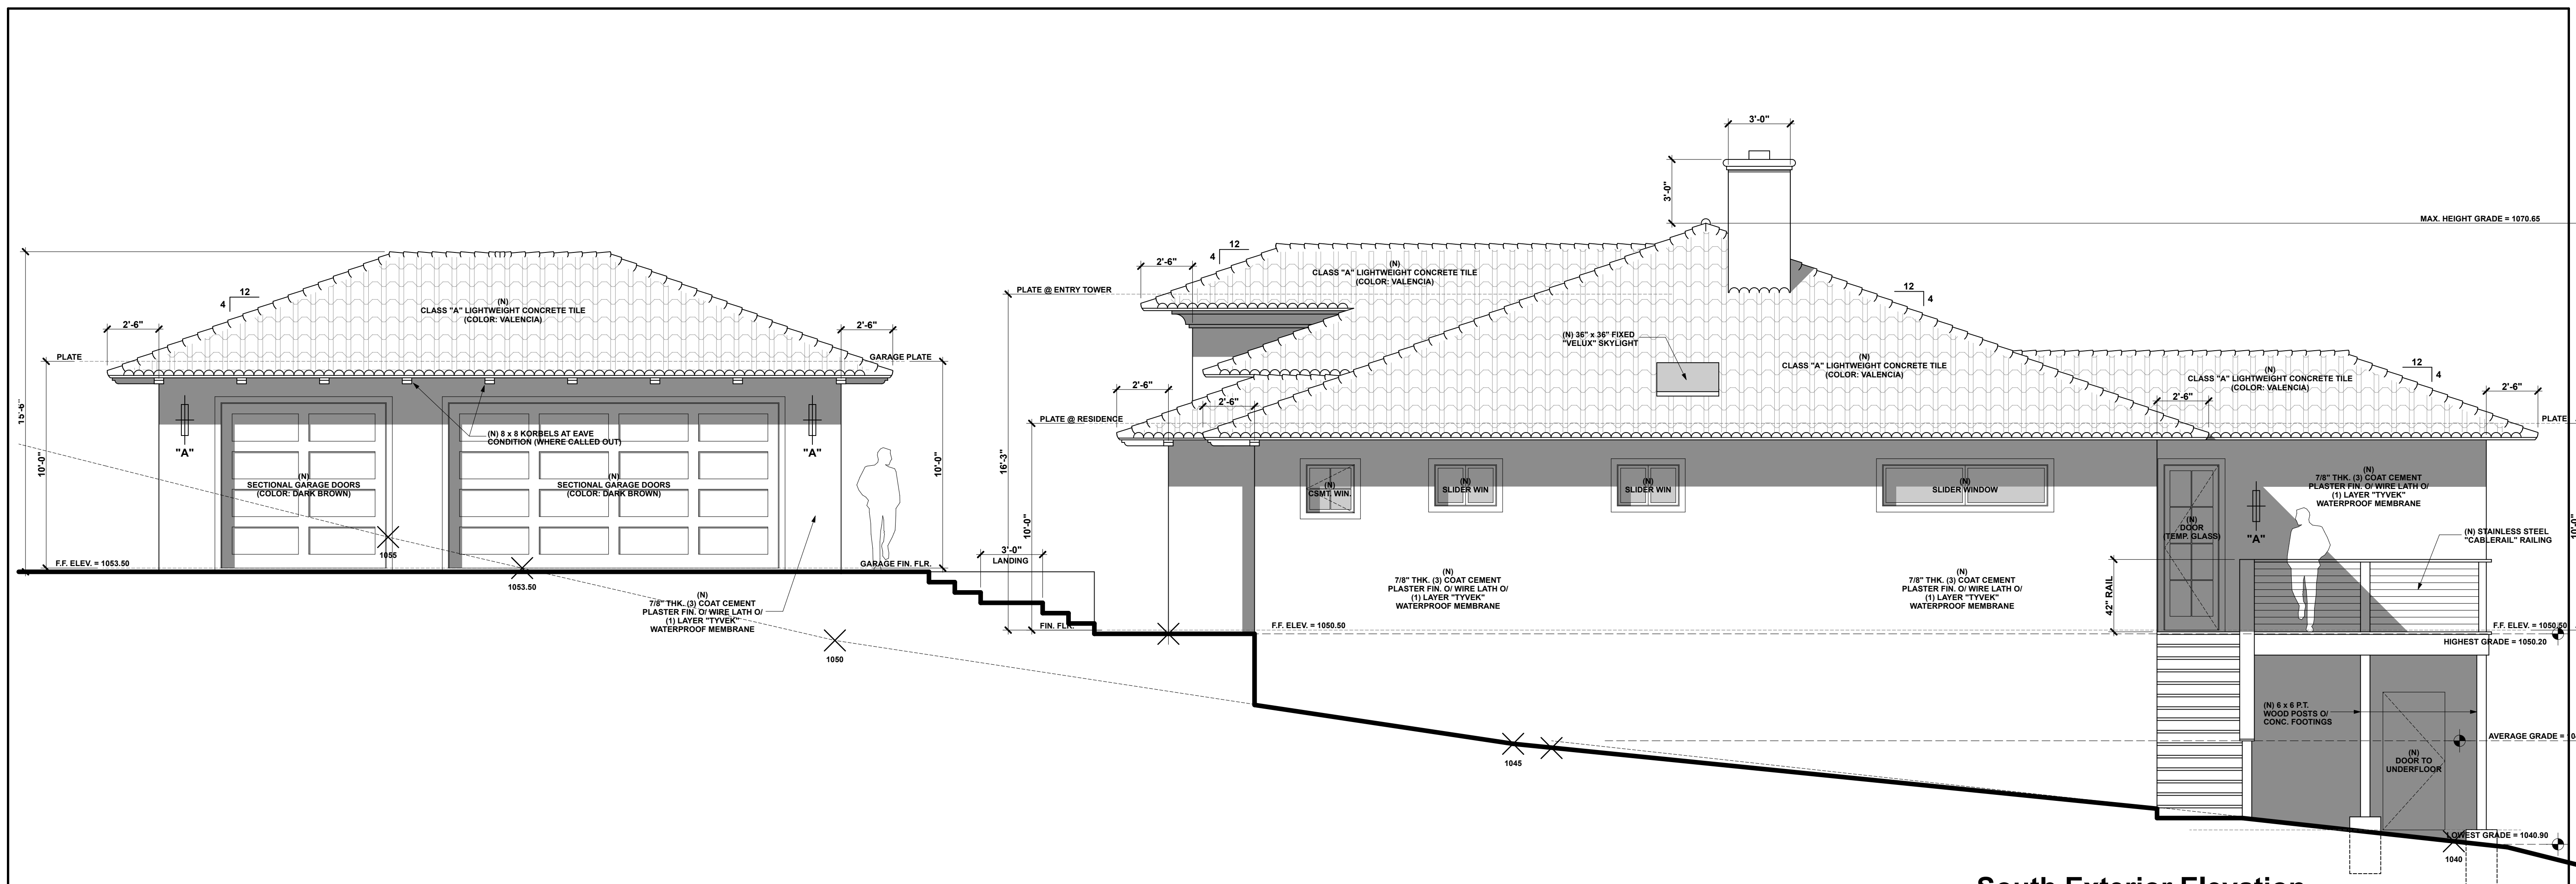 3'-0"
3'-0"
MAX. HEIGHT GRADE = 1070.65
15'-6"
12
4
(N)
CLASS "A" LIGHTWEIGHT CONCRETE TILE
(COLOR: VALENCIA)
2'-6"
2'-6"
PLATE
GARAGE PLATE
10'-0"
10'-0"
(N) 8 x 8 KORBELS AT EAVE
CONDITION (WHERE CALLED OUT)
"A"
"A"
(N)
SECTIONAL GARAGE DOORS
(COLOR: DARK BROWN)
(N)
SECTIONAL GARAGE DOORS
(COLOR: DARK BROWN)
1055
F.F. ELEV. = 1053.50
GARAGE FIN. FLR.
1053.50
(N)
7/8" THK. (3) COAT CEMENT
PLASTER FIN. O/ WIRE LATH O/
(1) LAYER "TYVEK"
WATERPROOF MEMBRANE
1050
3'-0"
LANDING
12
4
2'-6"
PLATE @ ENTRY TOWER
(N)
CLASS "A" LIGHTWEIGHT CONCRETE TILE
(COLOR: VALENCIA)
16'-3"
2'-6"
2'-6"
PLATE @ RESIDENCE
10'-0"
FIN. FLR.
F.F. ELEV. = 1050.50
(N) 36" x 36" FIXED
"VELUX" SKYLIGHT
12
4
(N)
CLASS "A" LIGHTWEIGHT CONCRETE TILE
(COLOR: VALENCIA)
(N)
CLASS "A" LIGHTWEIGHT CONCRETE TILE
(COLOR: VALENCIA)
12
4
2'-6"
2'-6"
PLATE
(N)
CSMT. WIN.
(N)
SLIDER WIN
(N)
SLIDER WIN
(N)
SLIDER WINDOW
(N)
7/8" THK. (3) COAT CEMENT
PLASTER FIN. O/ WIRE LATH O/
(1) LAYER "TYVEK"
WATERPROOF MEMBRANE
(N)
7/8" THK. (3) COAT CEMENT
PLASTER FIN. O/ WIRE LATH O/
(1) LAYER "TYVEK"
WATERPROOF MEMBRANE
(N)
7/8" THK. (3) COAT CEMENT
PLASTER FIN. O/ WIRE LATH O/
(1) LAYER "TYVEK"
WATERPROOF MEMBRANE
(N)
DOOR
(TEMP. GLASS)
"A"
(N) STAINLESS STEEL
"CABLERAIL" RAILING
10'-0"
42" RAIL
F.F. ELEV. = 1050.50
HIGHEST GRADE = 1050.20
(N) 6 x 6 P.T.
WOOD POSTS O/
CONC. FOOTINGS
AVERAGE GRADE =
(N)
DOOR TO
UNDERFLOOR
1045
LOWEST GRADE = 1040.90
1040
South Exterior Elevation